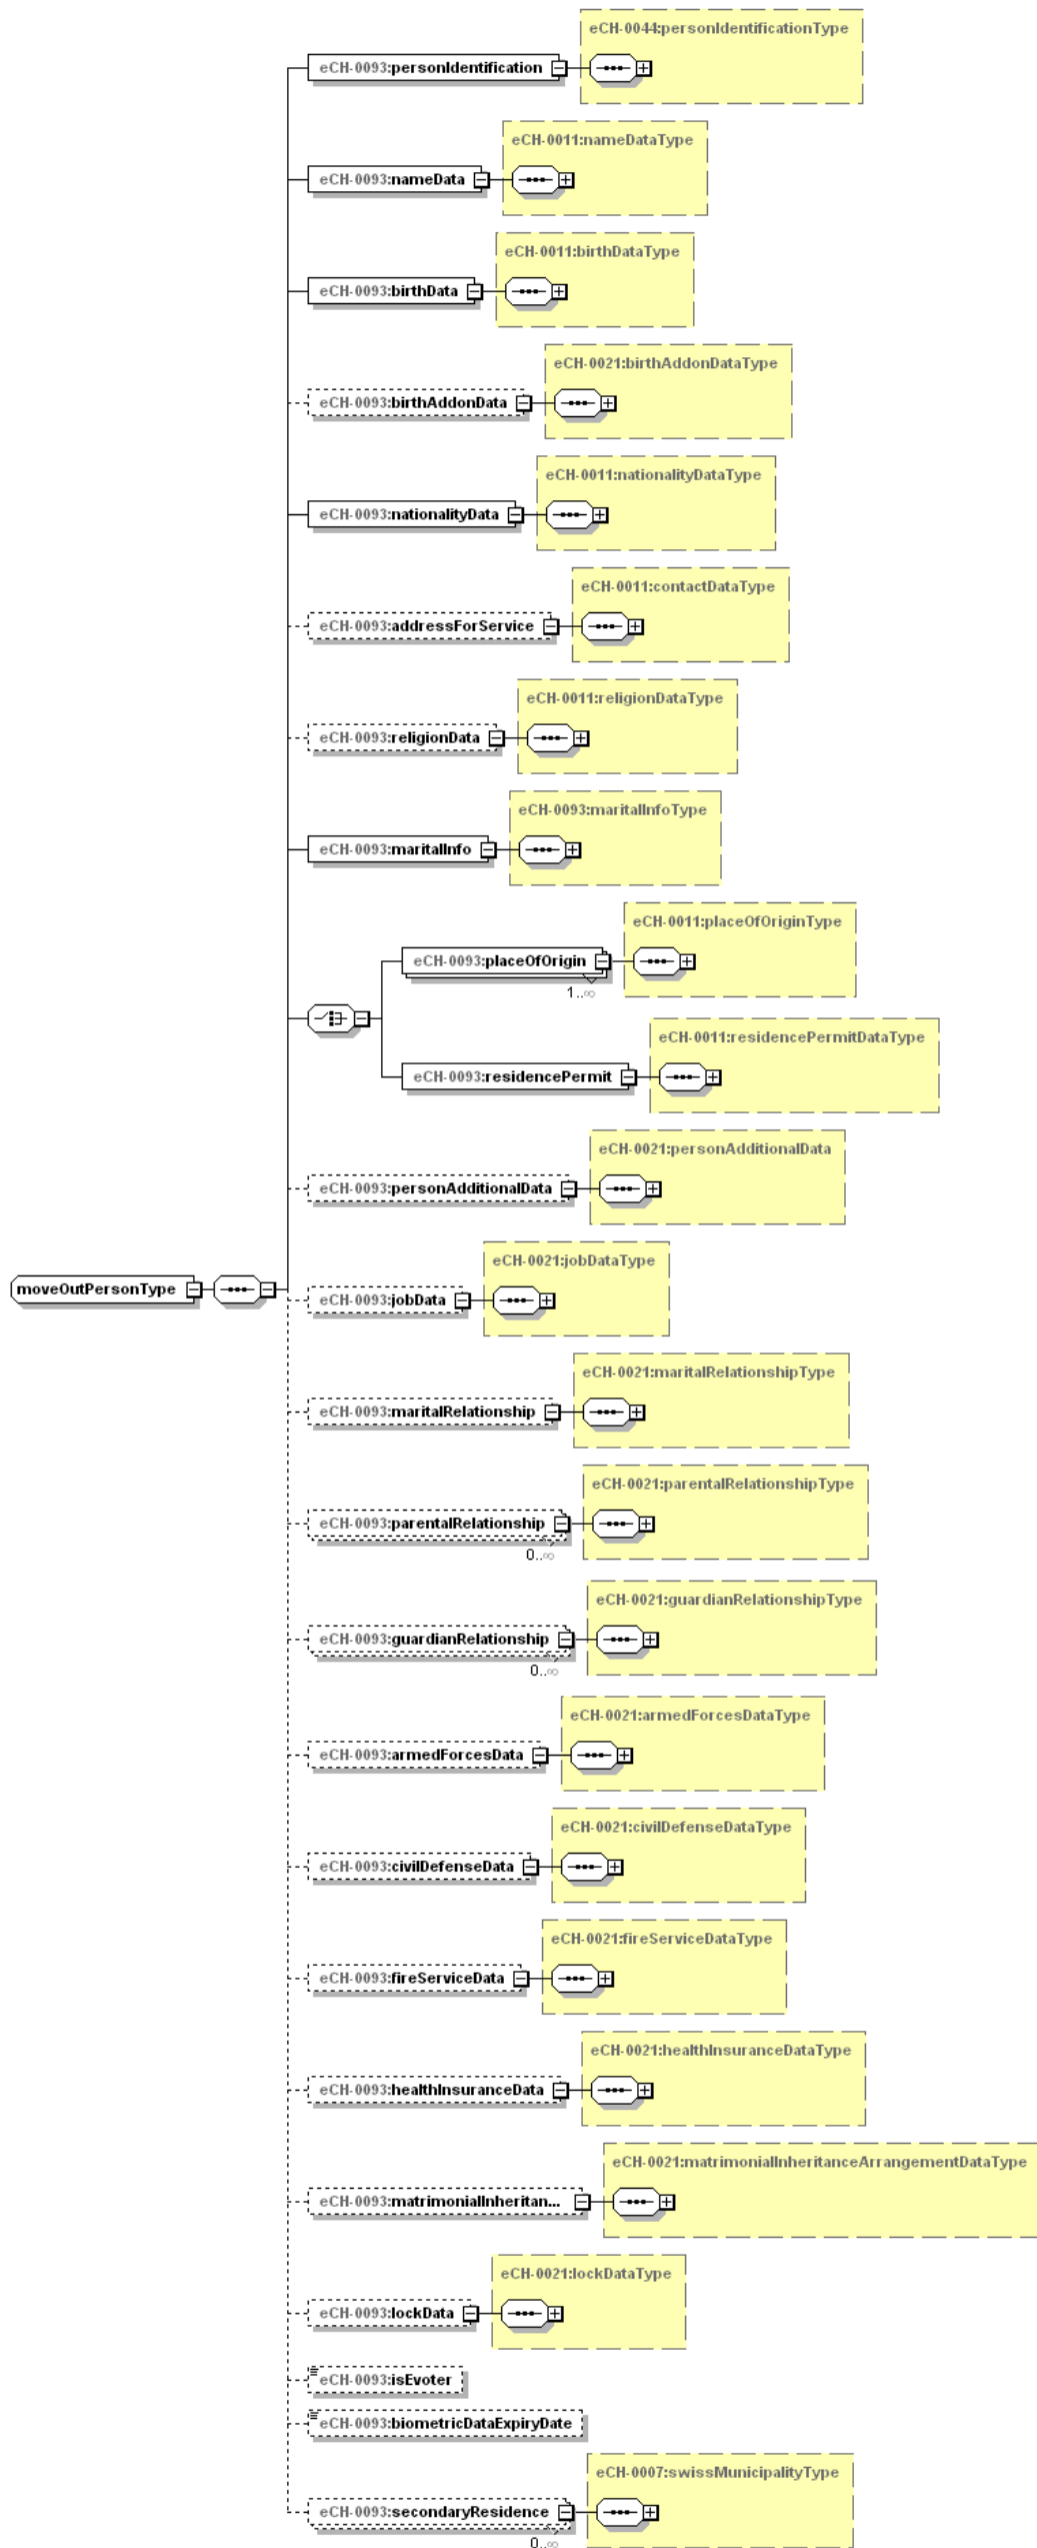 eCH-0044:personIdentificationType
eCH-0093:personIdentification
eCH-0011:nameDataType
eCH-0093:nameData
eCH-0011:birthDataType
eCH-0093:birthData
eCH-0021:birthAddonDataType
eCH-0093:birthAddonData
eCH-0011:nationalityDataType
eCH-0093:nationalityData
eCH-0011:contactDataType
eCH-0093:addressForService
eCH-0011:religionDataType
eCH-0093:religionData
eCH-0093:maritalInfoType
eCH-0093:maritalInfo
eCH-0011:placeOfOriginType
eCH-0093:placeOfOrigin
1..∞
eCH-0011:residencePermitDataType
eCH-0093:residencePermit
eCH-0021:personAdditionalData
eCH-0093:personAdditionalData
moveOutPersonType
eCH-0021:jobDataType
eCH-0093:jobData
eCH-0021:maritalRelationshipType
eCH-0093:maritalRelationship
eCH-0021:parentalRelationshipType
eCH-0093:parentalRelationship
0..∞
eCH-0021:guardianRelationshipType
eCH-0093:guardianRelationship
0..∞
eCH-0021:armedForcesDataType
eCH-0093:armedForcesData
eCH-0021:civilDefenseDataType
eCH-0093:civilDefenseData
eCH-0021:fireServiceDataType
eCH-0093:fireServiceData
eCH-0021:healthInsuranceDataType
eCH-0093:healthInsuranceData
eCH-0021:matrimonialInheritanceArrangementDataType
eCH-0093:matrimonialInheritan...
eCH-0021:lockDataType
eCH-0093:lockData
eCH-0093:isEvoter
eCH-0093:biometricDataExpiryDate
eCH-0007:swissMunicipalityType
eCH-0093:secondaryResidence
0..∞